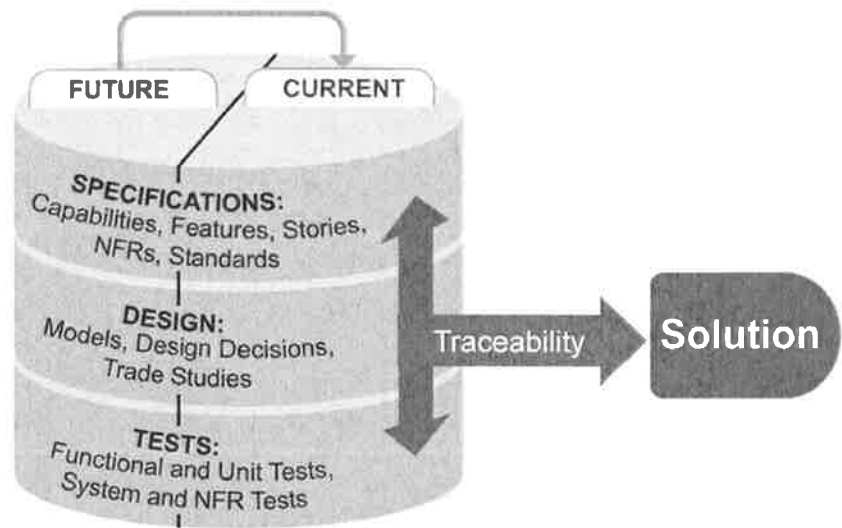 FUTURE
CURRENT
SPECIFICATIONS:
Capabilities, Features, Stories,
NFRs, Standards
DESIGN:
Models, Design Decisions,
Trade Studies
TESTS:
Functional and Unit Tests,
System and NFR Tests
Traceability
Solution